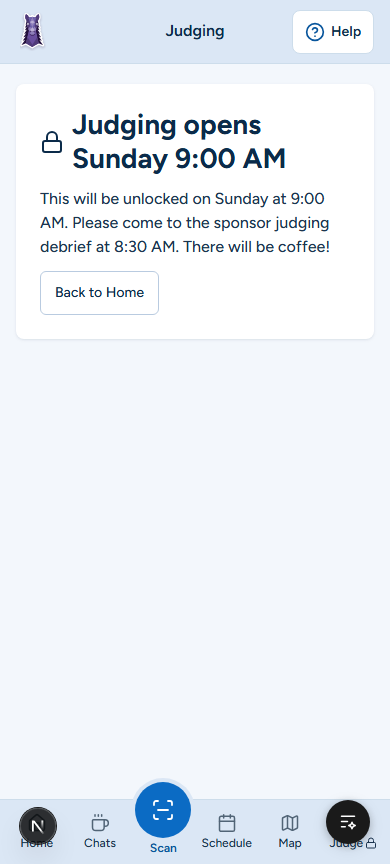 Judging
Help
Judging opens
Sunday 9:00 AM
This will be unlocked on Sunday at 9:00
AM. Please come to the sponsor judging
debrief at 8:30 AM. There will be coffee!
Back to Home
N
Home
Chats
Scan
Schedule
Map
Judge